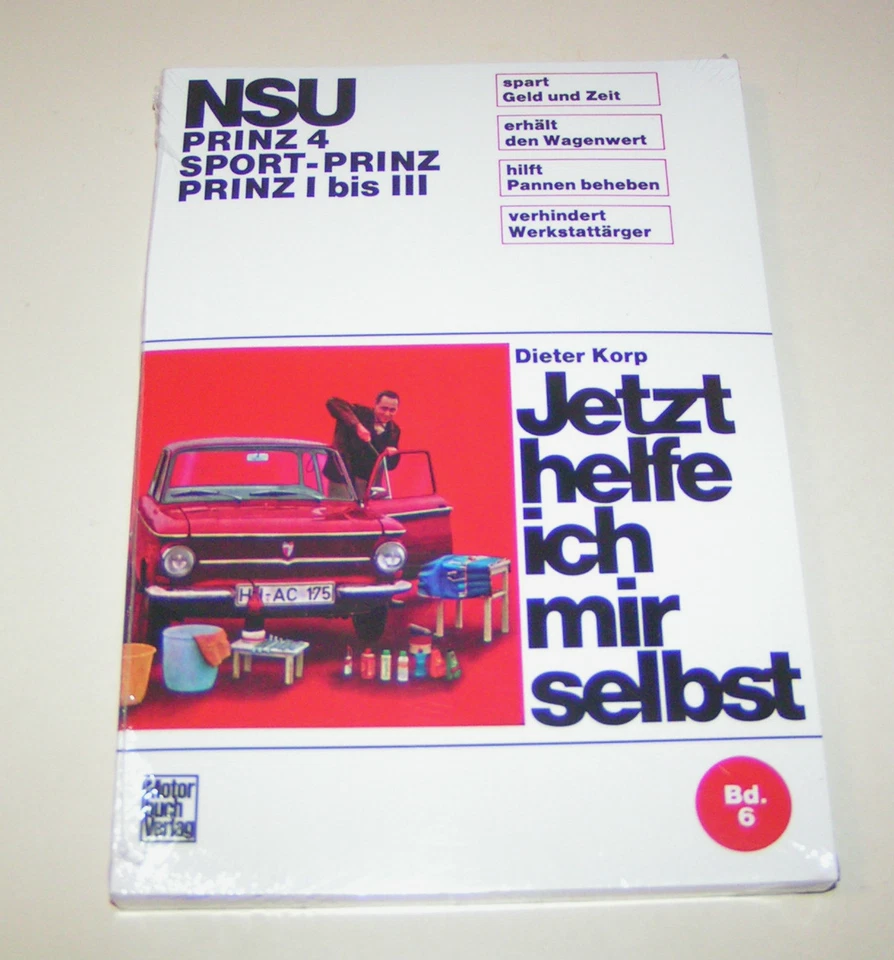 NSU
PRINZ 4
SPORT-PRINZ
PRINZ I bis III
spart
Geld und Zeit
erhält
den Wagenwert
hilft
Pannen beheben
verhindert
Werkstattärger
Dieter Korp
Jetzt
helfe
ich
mir
selbst
Motor
buch
Verlag
Bd.
6